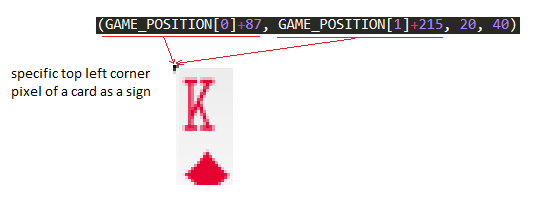 (GAME_POSITION[0]+87, GAME_POSITION[1]+215, 20, 40)
specific top left corner
pixel of a card as a sign
K